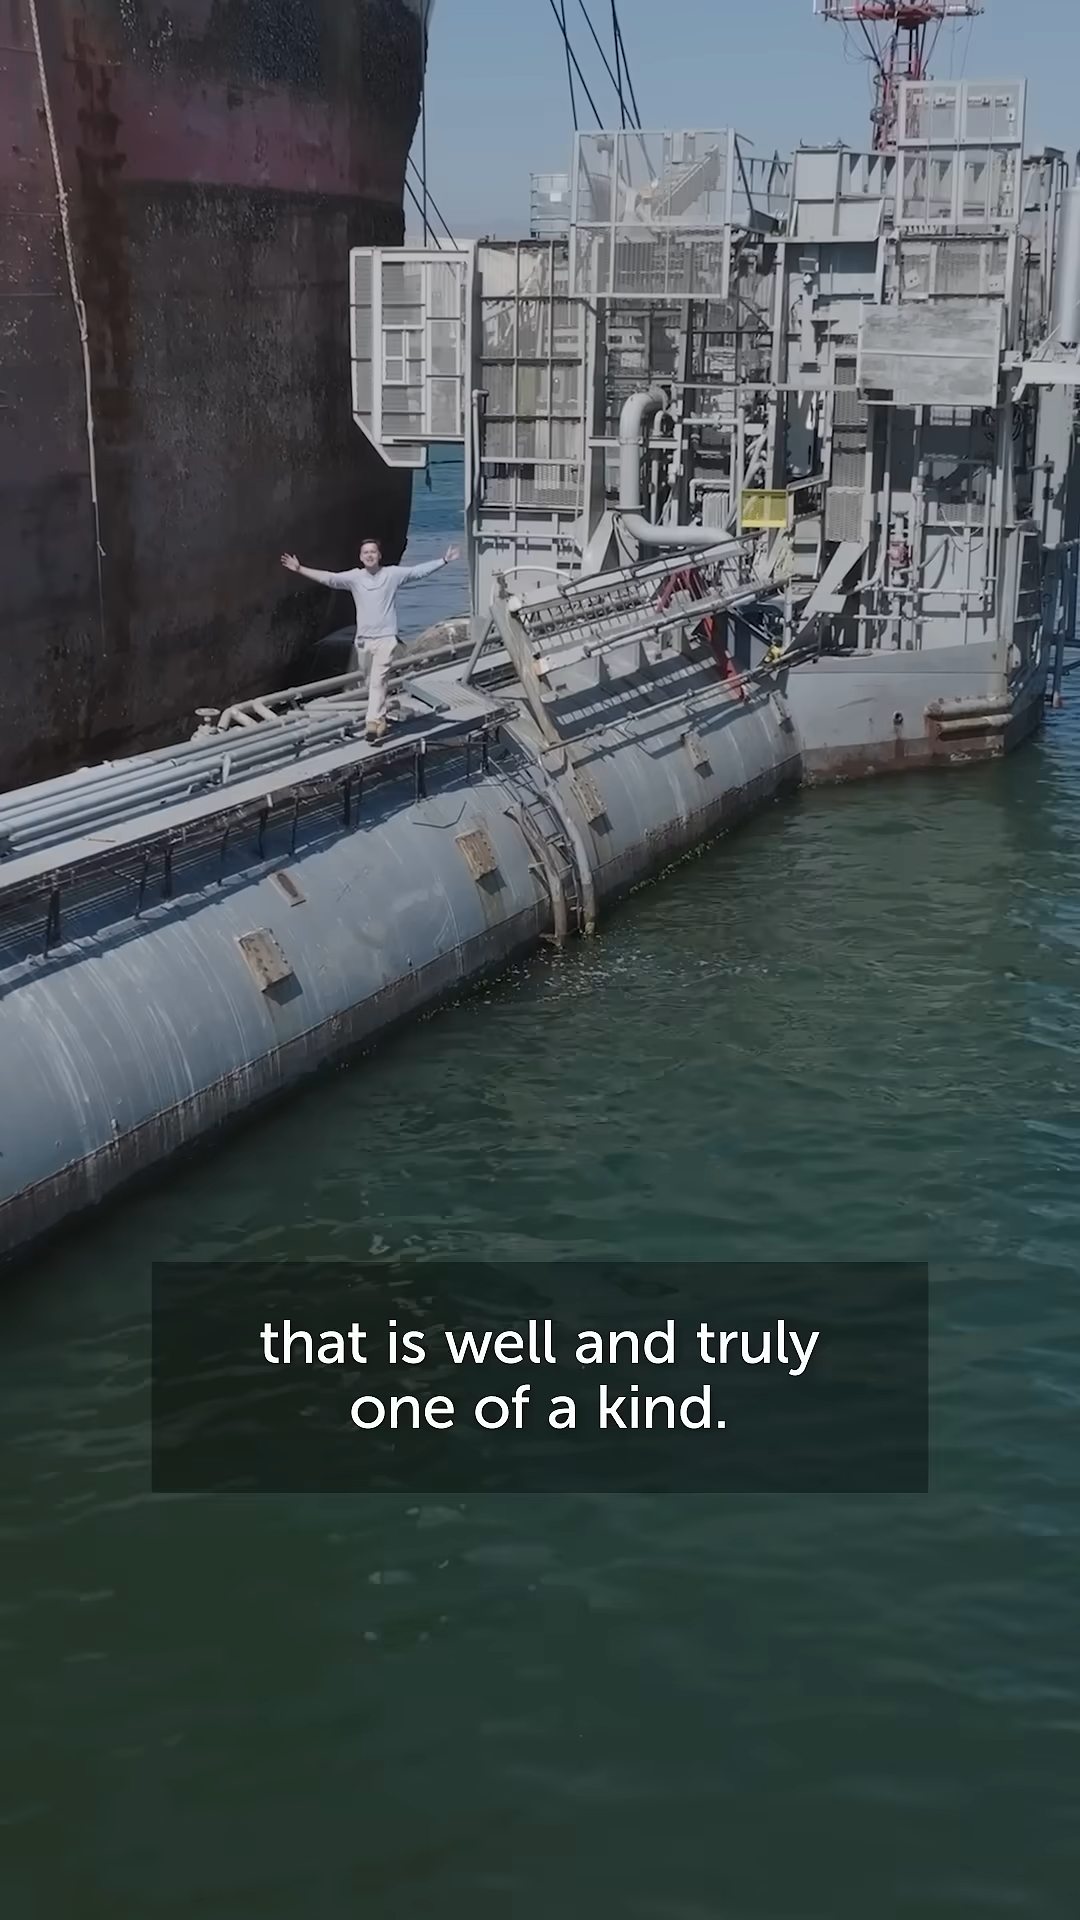 that is well and truly
one of a kind.